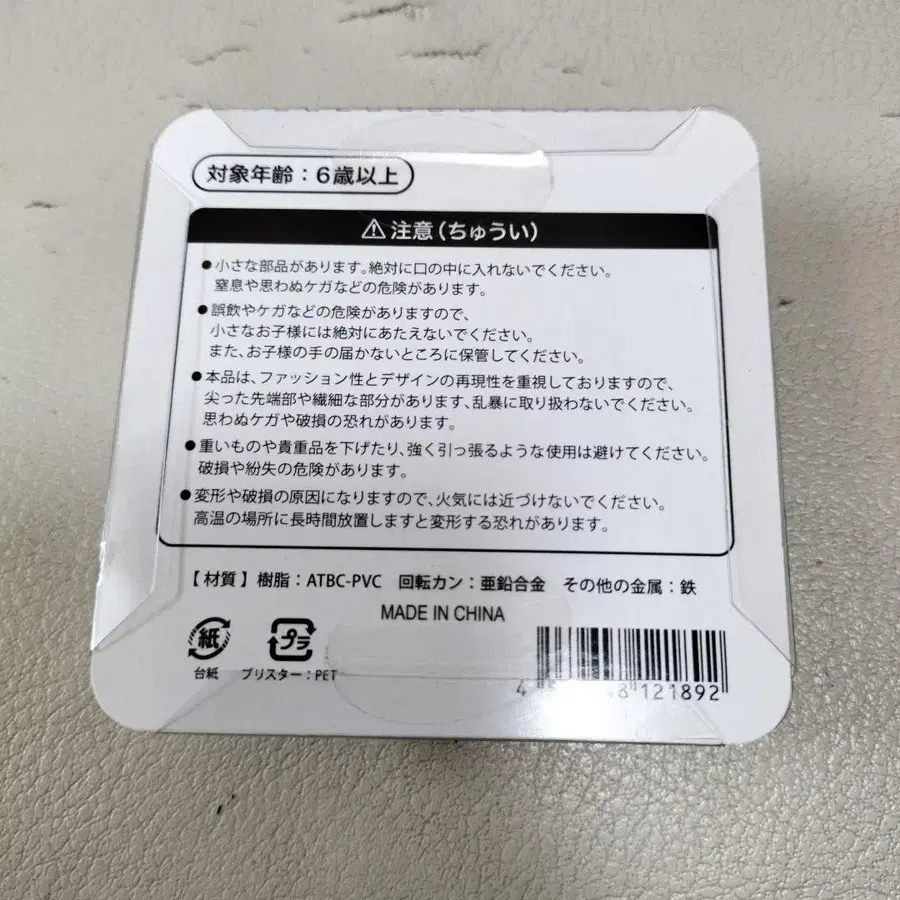 対象年齢：6歳以上
⚠注意（ちゅうい）
●小さな部品があります。絶対に口の中に入れないでください。
窒息や思わぬケガなどの危険があります。
●誤飲やケガなどの危険がありますので、
小さなお子様には絶対にあたえないでください。
また、お子様の手の届かないところに保管してください。
●本品は、ファッション性とデザインの再現性を重視しておりますので、
尖った先端部や繊細な部分があります、乱暴に取り扱わないでください。
思わぬケガや破損の恐れがあります。
●重いものや貴重品を下げたり、強く引っ張るような使用は避けてください。
破損や紛失の危険があります。
●変形や破損の原因になりますので、火気には近づけないでください。
高温の場所に長時間放置しますと変形する恐れがあります。
【材質】樹脂：ATBC-PVC 回転カン：亜鉛合金 その他の金属：鉄
MADE IN CHINA
紙
台紙
プラ
ブリスター：PET
121892